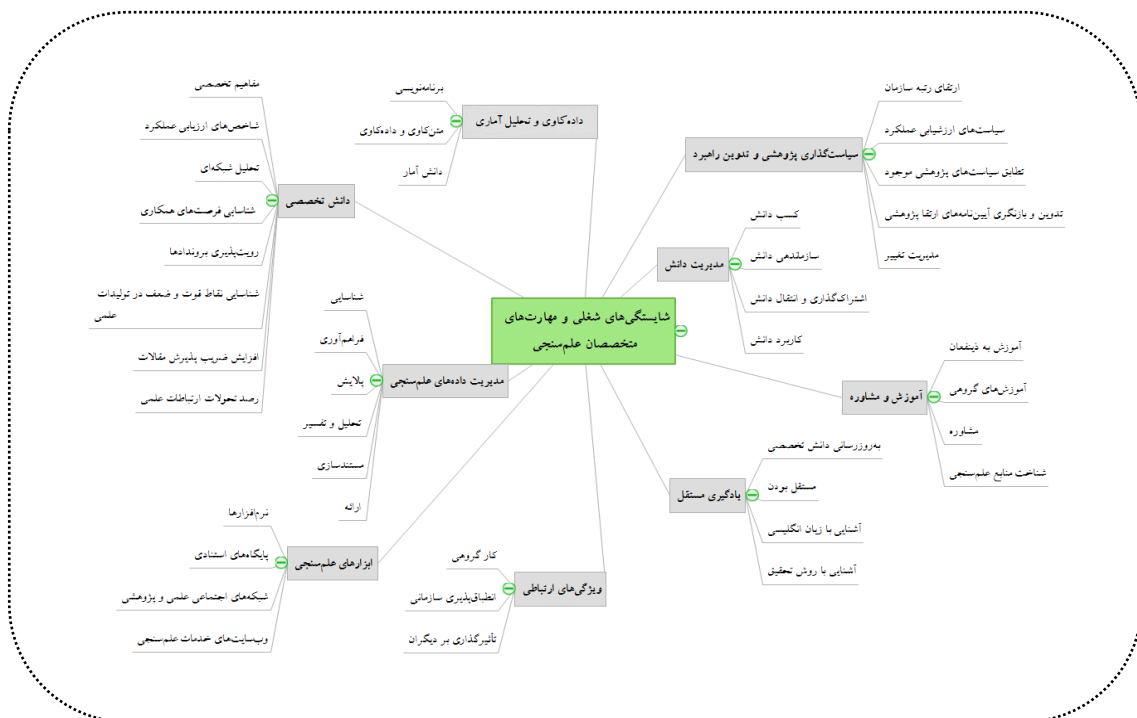 شایستگی‌های شغلی و مهارت‌های
متخصصان علم‌سنجی
سیاست‌گذاری پژوهشی و تدوین راهبرد
ارتقای رتبه سازمان
سیاست‌های ارزشیابی عملکرد
تطابق سیاست‌های پژوهشی موجود
تدوین و بازنگری آیین‌نامه‌های ارتقا پژوهشی
مدیریت تغییر
مدیریت دانش
کسب دانش
سازماندهی دانش
اشتراک‌گذاری و انتقال دانش
کاربرد دانش
آموزش و مشاوره
آموزش به ذینفعان
آموزش‌های گروهی
مشاوره
شناخت منابع علم‌سنجی
یادگیری مستقل
به‌روزرسانی دانش تخصصی
مستقل بودن
آشنایی با زبان انگلیسی
آشنایی با روش تحقیق
داده‌کاوی و تحلیل آماری
برنامه‌نویسی
متن‌کاوی و داده‌کاوی
دانش آمار
دانش تخصصی
مفاهیم تخصصی
شاخص‌های ارزیابی عملکرد
تحلیل شبکه‌ای
شناسایی فرصت‌های همکاری
رویت‌پذیری بروندادها
شناسایی نقاط قوت و ضعف در تولیدات
علمی
افزایش ضریب پذیرش مقالات
رصد تحولات ارتباطات علمی
مدیریت داده‌های علم‌سنجی
شناسایی
فراهم‌آوری
پالایش
تحلیل و تفسیر
مستندسازی
ارائه
ابزارهای علم‌سنجی
نرم‌افزارها
پایگاه‌های استنادی
شبکه‌های اجتماعی علمی و پژوهشی
وب‌سایت‌های خدمات علم‌سنجی
ویژگی‌های ارتباطی
کار گروهی
انطباق‌پذیری سازمانی
تأثیرگذاری بر دیگران